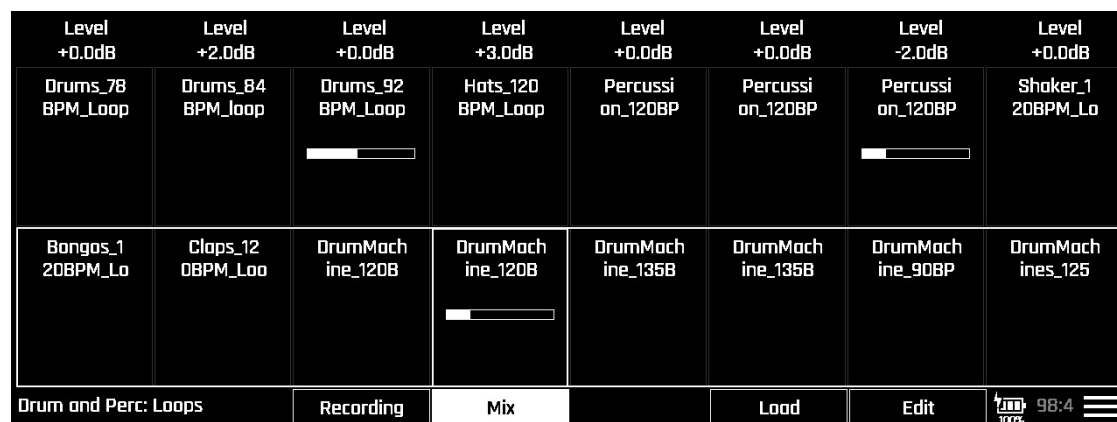 Level Level Level Level Level Level Level Level
+0.0dB +2.0dB +0.0dB +3.0dB +0.0dB +0.0dB -2.0dB +0.0dB
Drums_78 Drums_84 Drums_92 Hats_120 Percussi Percussi Percussi Shaker_1
BPM_Loop BPM_loop BPM_Loop BPM_Loop on_120BP on_120BP on_120BP 20BPM_Lo
Bongos_1 Claps_12 DrumMach DrumMach DrumMach DrumMach DrumMach DrumMach
20BPM_Lo 0BPM_Loo ine_120B ine_120B ine_135B ine_135B ine_90BP ines_125
Drum and Perc: Loops Recording Mix Load Edit 98:4
100%